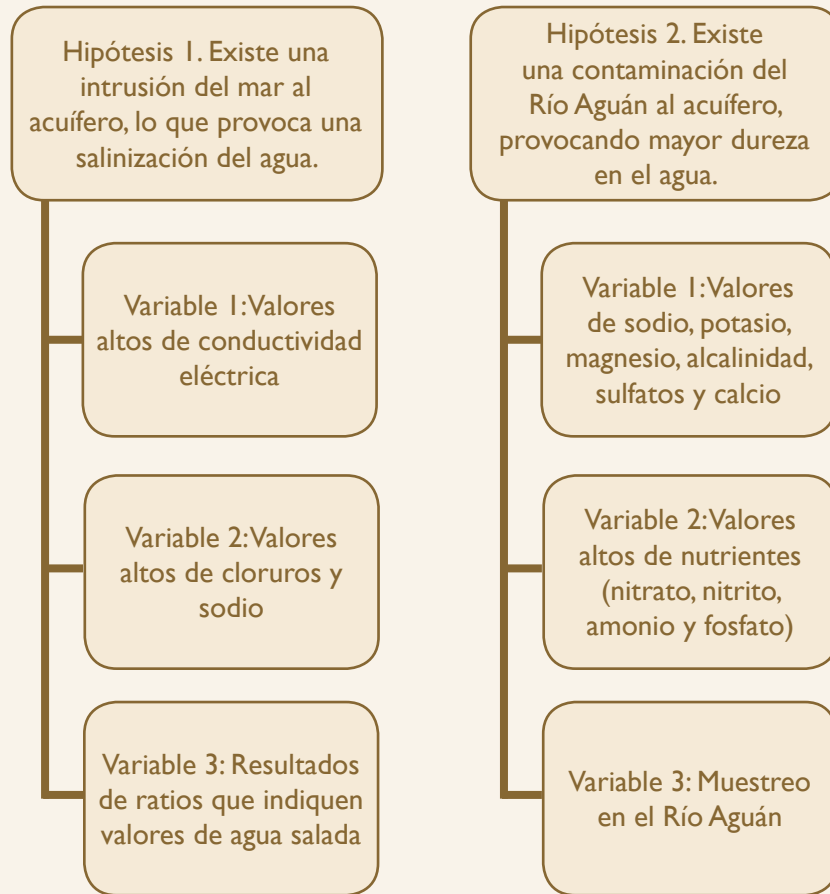 Hipótesis 1. Existe una
intrusión del mar al
acuífero, lo que provoca una
salinización del agua.
Variable 1: Valores
altos de conductividad
eléctrica
Variable 2: Valores
altos de cloruros y
sodio
Variable 3: Resultados
de ratios que indiquen
valores de agua salada
Hipótesis 2. Existe
una contaminación del
Río Aguán al acuífero,
provocando mayor dureza
en el agua.
Variable 1: Valores
de sodio, potasio,
magnesio, alcalinidad,
sulfatos y calcio
Variable 2: Valores
altos de nutrientes
(nitrato, nitrito,
amonio y fosfato)
Variable 3: Muestreo
en el Río Aguán